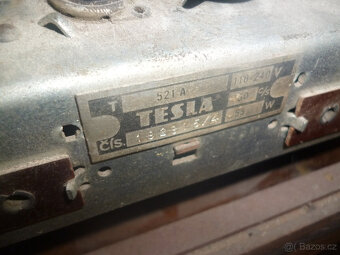 T 521 A 110-240 V
TESLA 50 c/s
čís. W
Bazoš.cz